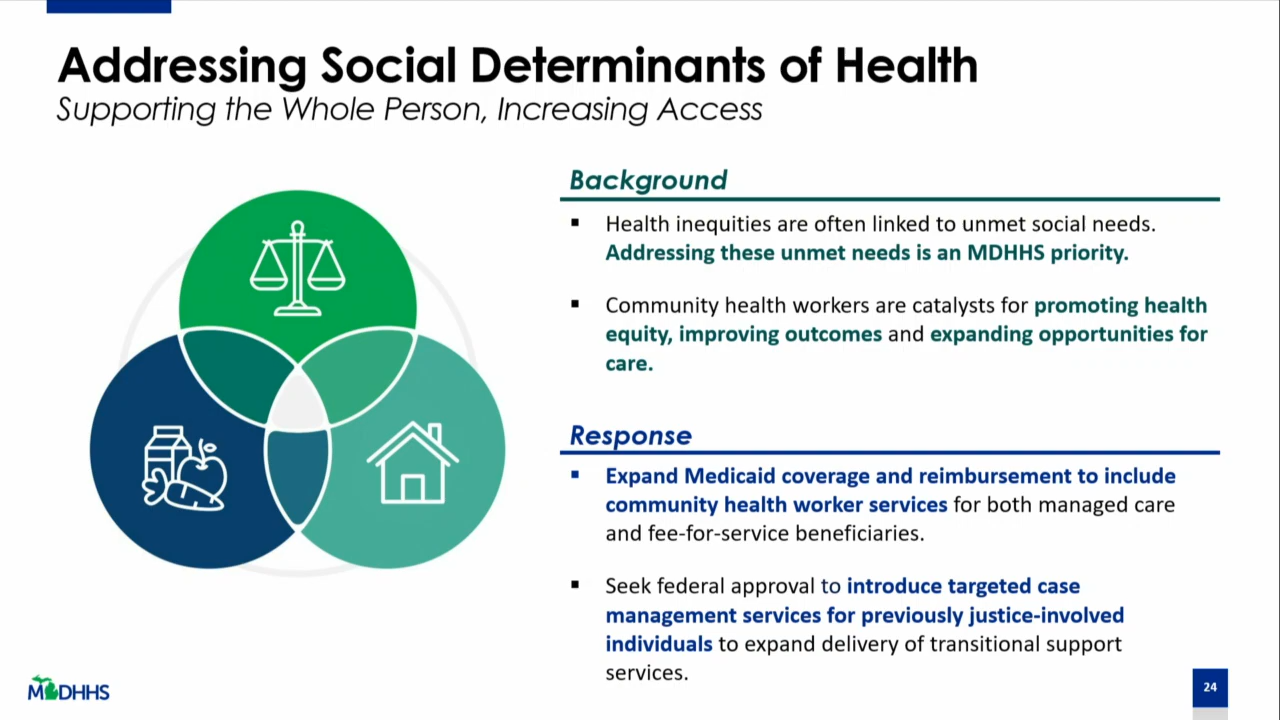 Addressing Social Determinants of Health
Supporting the Whole Person, Increasing Access
Background
▪ Health inequities are often linked to unmet social needs.
Addressing these unmet needs is an MDHHS priority.
▪ Community health workers are catalysts for promoting health
equity, improving outcomes and expanding opportunities for
care.
Response
▪ Expand Medicaid coverage and reimbursement to include
community health worker services for both managed care
and fee-for-service beneficiaries.
▪ Seek federal approval to introduce targeted case
management services for previously justice-involved
individuals to expand delivery of transitional support
services.
MDHHS
24